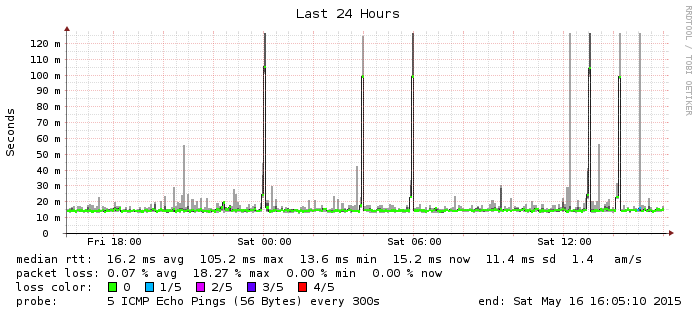 Last 24 Hours
RRDTOOL / TOBI OETIKER
Seconds
120 m
110 m
100 m
90 m
80 m
70 m
60 m
50 m
40 m
30 m
20 m
10 m
0
Fri 18:00 Sat 00:00 Sat 06:00 Sat 12:00
median rtt: 16.2 ms avg 105.2 ms max 13.6 ms min 15.2 ms now 11.4 ms sd 1.4 am/s
packet loss: 0.07 % avg 18.27 % max 0.00 % min 0.00 % now
loss color: 0 1/5 2/5 3/5 4/5
probe: 5 ICMP Echo Pings (56 Bytes) every 300s end: Sat May 16 16:05:10 2015